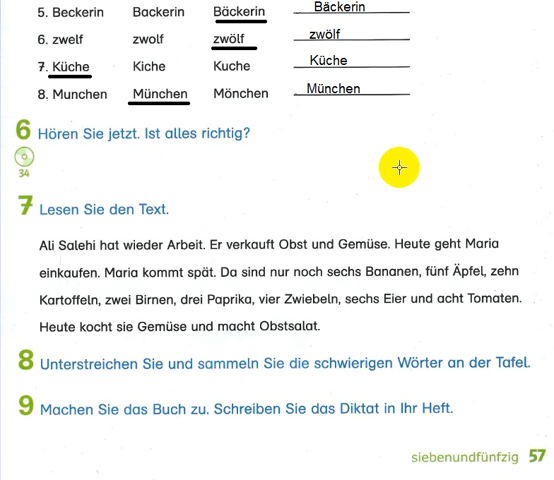 5. Beckerin Backerin Bäckerin Bäckerin
6. zwelf zwolf zwölf zwölf
7. Küche Kiche Kuche Küche
8. Munchen München Mönchen München
6 Hören Sie jetzt. Ist alles richtig?
34
7 Lesen Sie den Text.
Ali Salehi hat wieder Arbeit. Er verkauft Obst und Gemüse. Heute geht Maria
einkaufen. Maria kommt spät. Da sind nur noch sechs Bananen, fünf Äpfel, zehn
Kartoffeln, zwei Birnen, drei Paprika, vier Zwiebeln, sechs Eier und acht Tomaten.
Heute kocht sie Gemüse und macht Obstsalat.
8 Unterstreichen Sie und sammeln Sie die schwierigen Wörter an der Tafel.
9 Machen Sie das Buch zu. Schreiben Sie das Diktat in Ihr Heft.
siebenundfünfzig 57